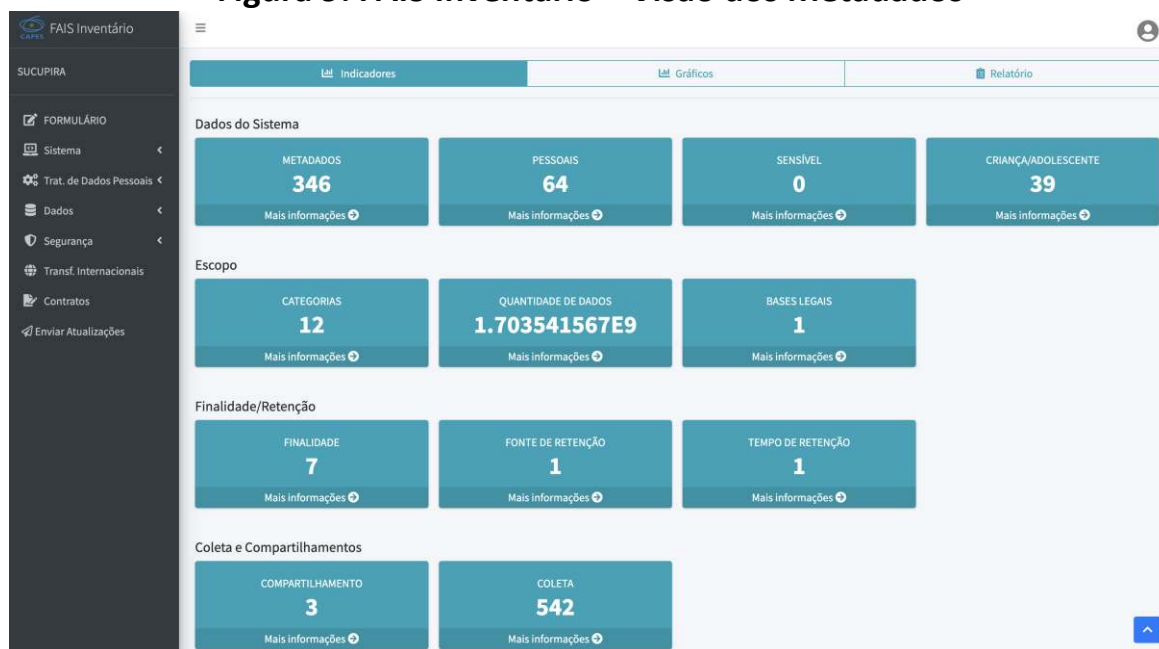 FAIS Inventário
CAPES
SUCUPIRA
FORMULÁRIO
Sistema
Trat. de Dados Pessoais
Dados
Segurança
Transf. Internacionais
Contratos
Enviar Atualizações
Indicadores
Gráficos
Relatório
Dados do Sistema
METADADOS
346
Mais informações
PESSOAIS
64
Mais informações
SENSÍVEL
0
Mais informações
CRIANÇA/ADOLESCENTE
39
Mais informações
Escopo
CATEGORIAS
12
Mais informações
QUANTIDADE DE DADOS
1.703541567E9
Mais informações
BASES LEGAIS
1
Mais informações
Finalidade/Retenção
FINALIDADE
7
Mais informações
FONTE DE RETENÇÃO
1
Mais informações
TEMPO DE RETENÇÃO
1
Mais informações
Coleta e Compartilhamentos
COMPARTILHAMENTO
3
Mais informações
COLETA
542
Mais informações